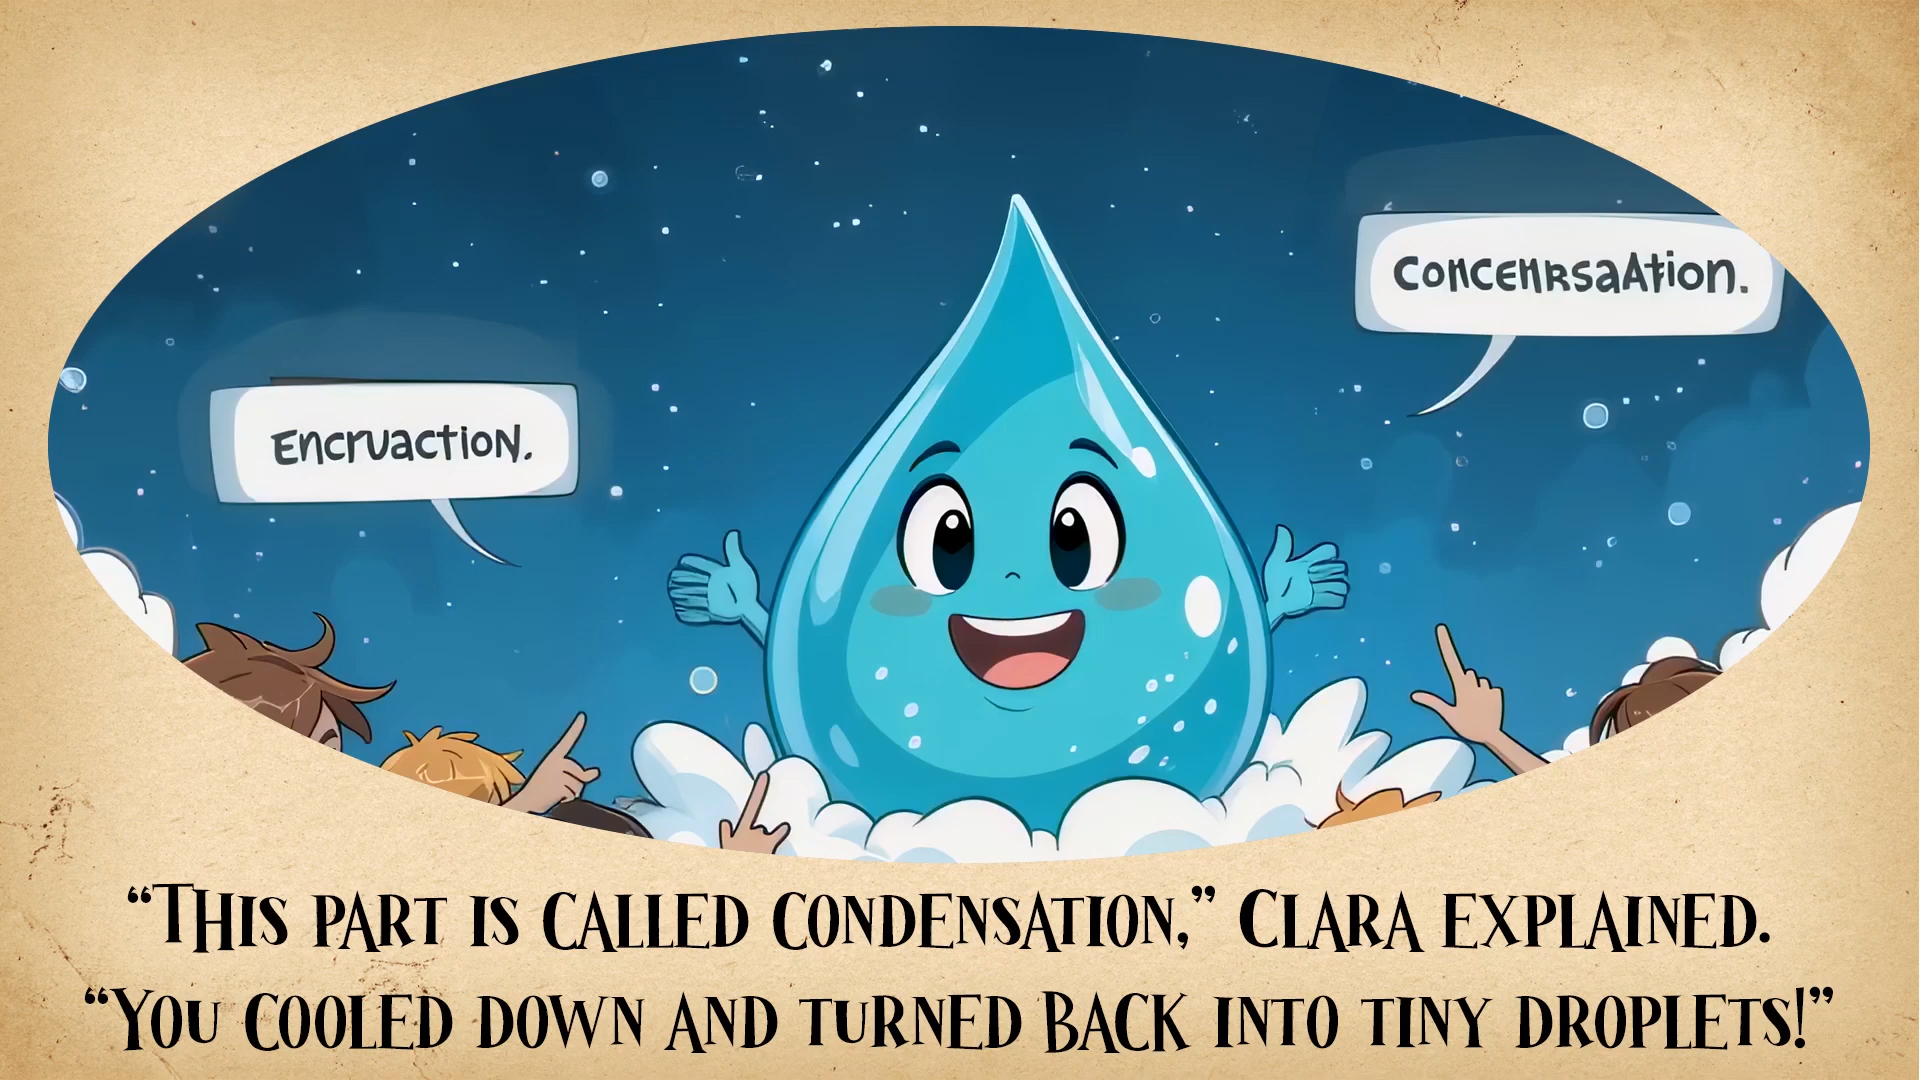 ConcenrsaAtion.
Encruaction.
“This part is called Condensation,” Clara explained.
“You cooled down and turned back into tiny droplets!”